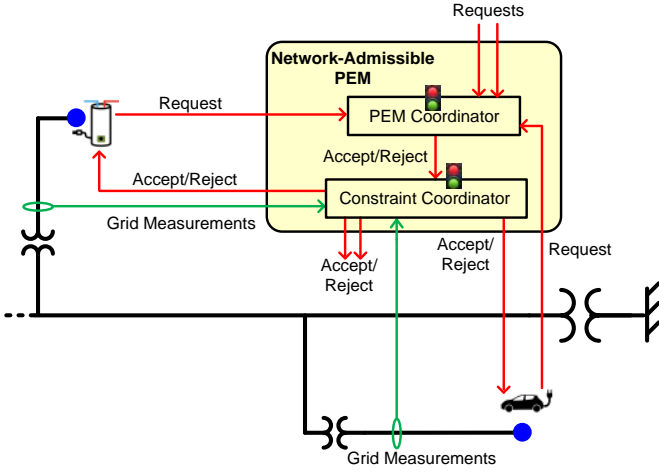 Requests
Network-Admissible
PEM
Request
PEM Coordinator
Accept/Reject
Accept/Reject
Constraint Coordinator
Grid Measurements
Accept/
Reject
Accept/
Reject
Request
Grid Measurements